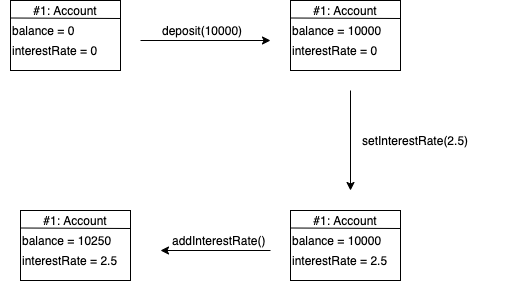 #1: Account
balance = 0
interestRate = 0
deposit(10000)
#1: Account
balance = 10000
interestRate = 0
setInterestRate(2.5)
#1: Account
balance = 10250
interestRate = 2.5
addInterestRate()
#1: Account
balance = 10000
interestRate = 2.5